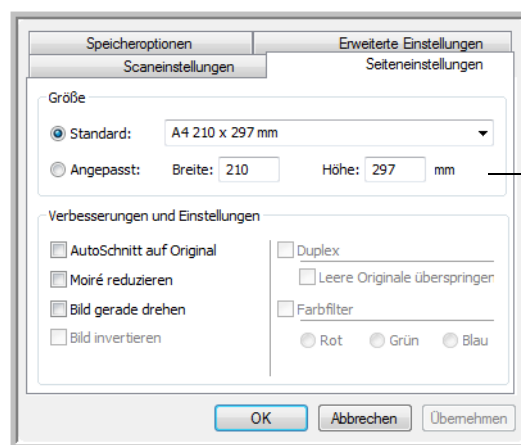 Speicheroptionen Erweiterte Einstellungen
Scaneinstellungen Seiteneinstellungen
Größe
Standard: A4 210 x 297 mm
Angepasst: Breite: 210 Höhe: 297 mm
Verbesserungen und Einstellungen
AutoSchnitt auf Original
Moiré reduzieren
Bild gerade drehen
Bild invertieren
Duplex
Leere Originale überspringen
Farbfilter
Rot Grün Blau
OK Abbrechen Übernehmen